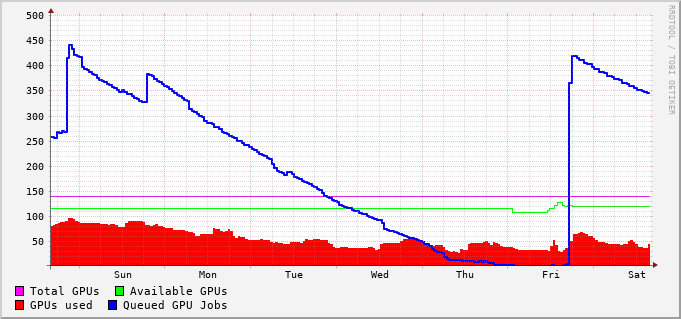 500
450
400
350
300
250
200
150
100
50
Sun Mon Tue Wed Thu Fri Sat
Total GPUs Available GPUs
GPUs used Queued GPU Jobs
RRDTOOL / TOBI OETIKER